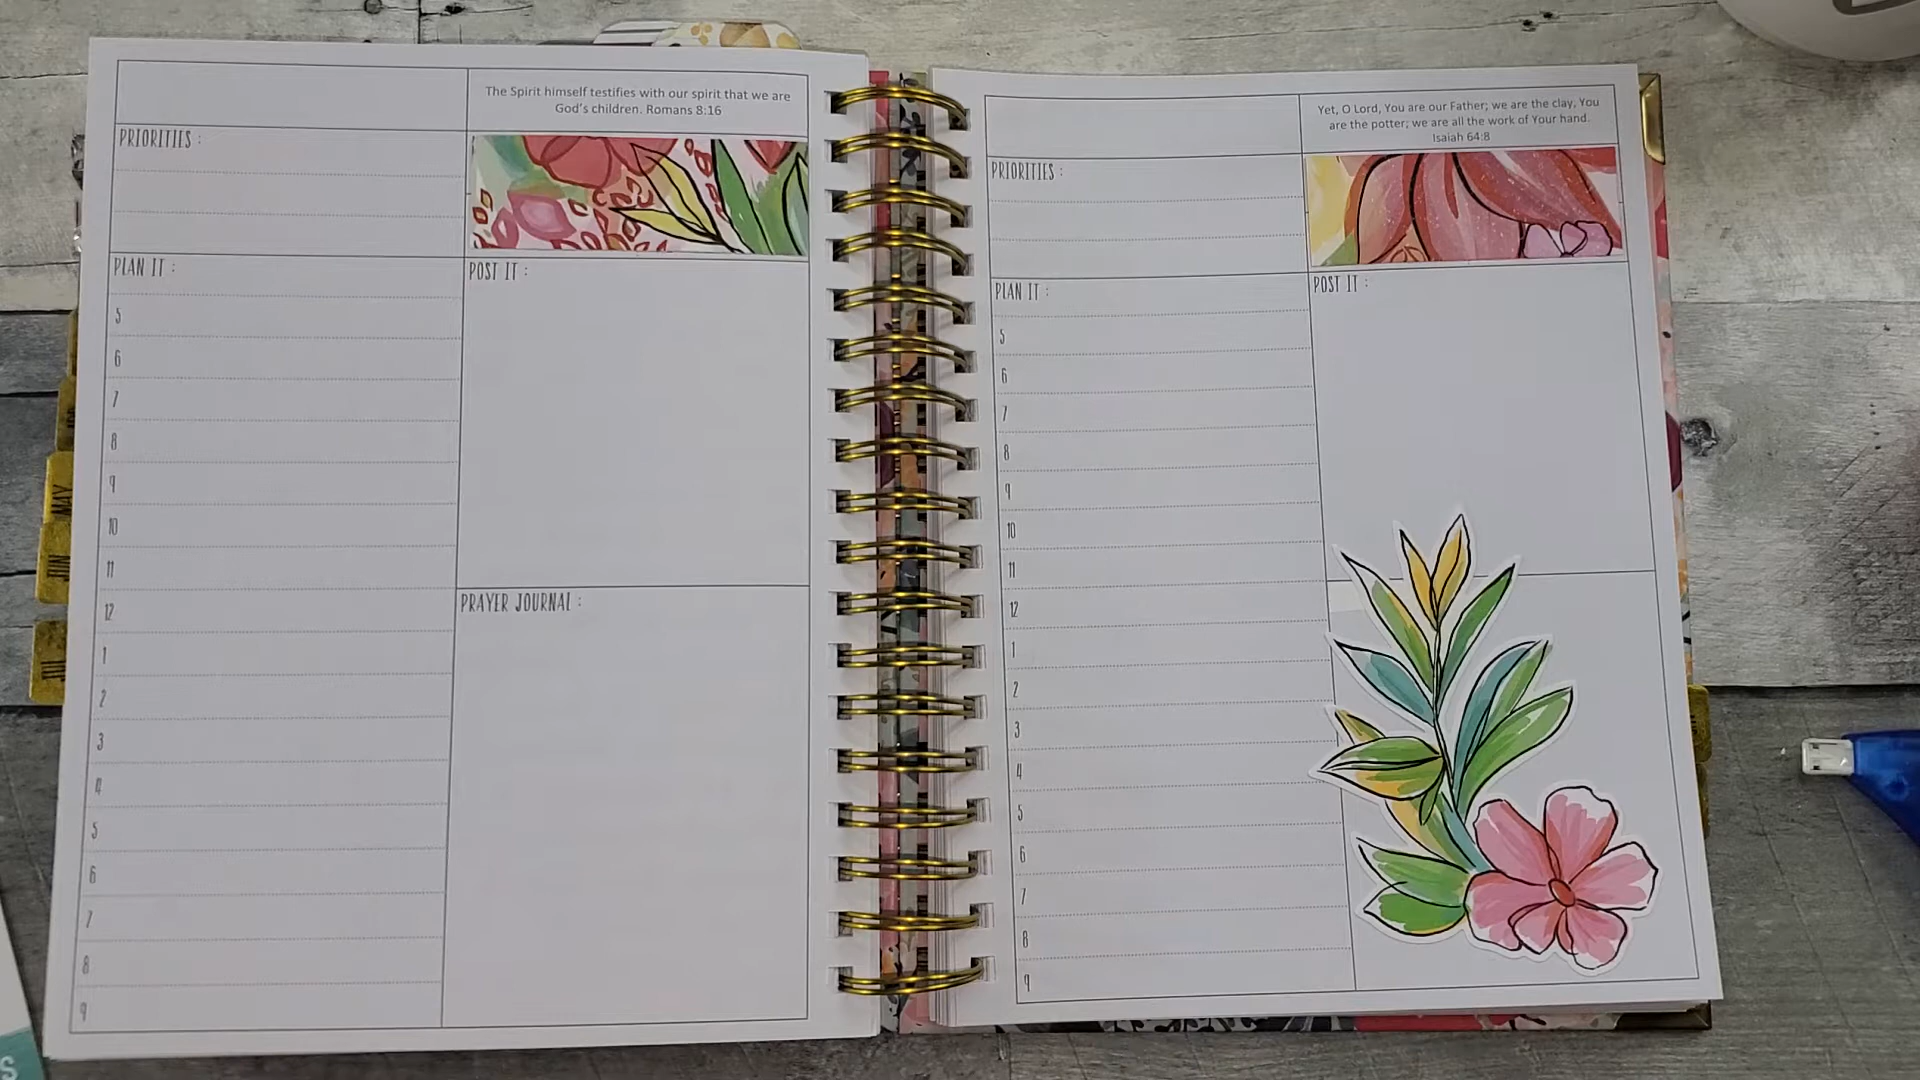 The Spirit himself testifies with our spirit that we are
God's children. Romans 8:16
PRIORITIES :
PLAN IT :
POST IT :
5
6
7
8
9
10
11
12
1
2
3
4
5
6
7
8
9
PRAYER JOURNAL :
MAY
JUN
JUL
Yet, O Lord, You are our Father; we are the clay, You
are the potter; we are all the work of Your hand.
Isaiah 64:8
PRIORITIES :
PLAN IT :
POST IT :
5
6
7
8
9
10
11
12
1
2
3
4
5
6
7
8
9
S